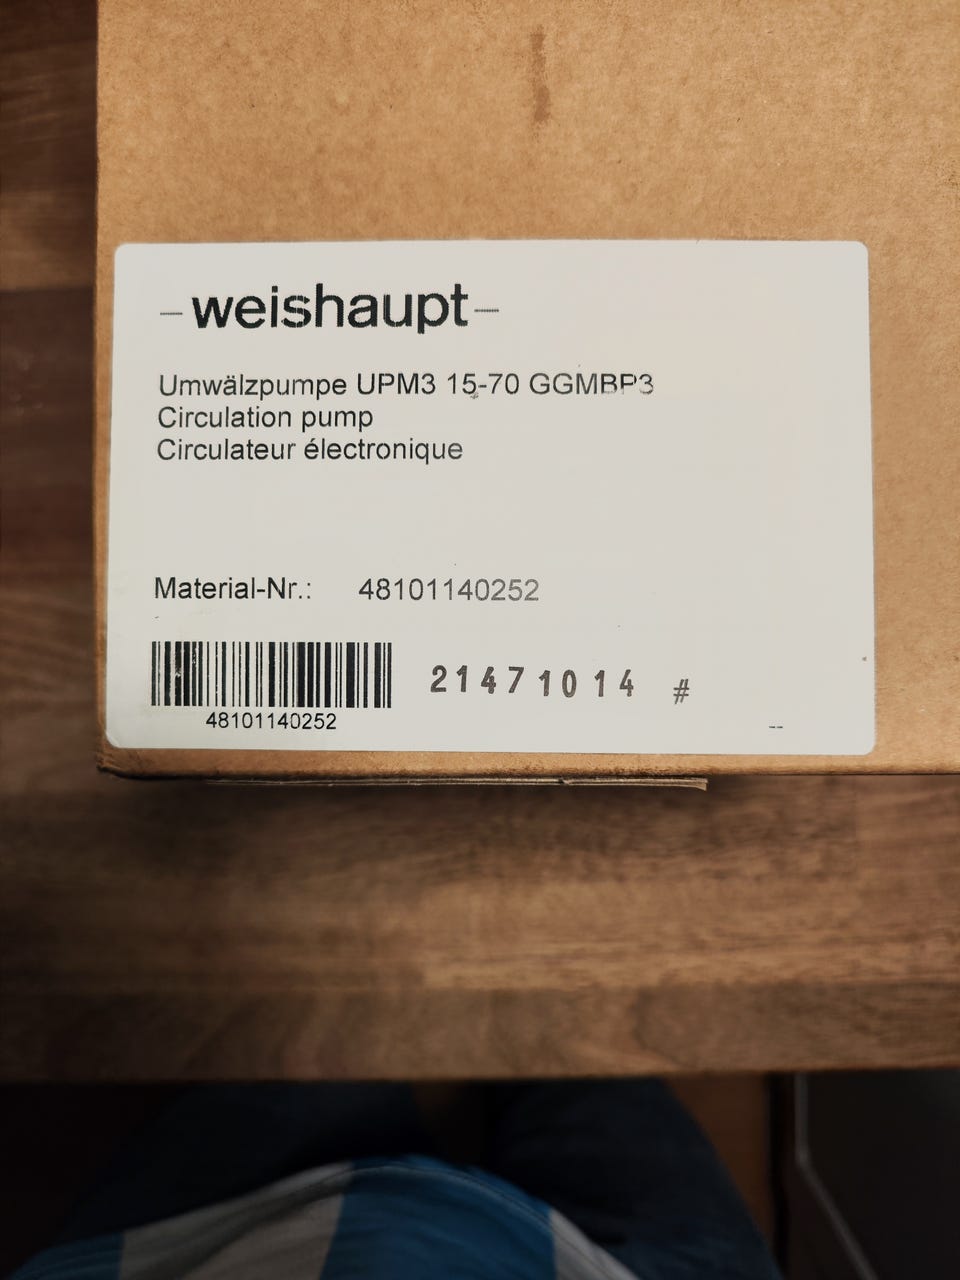 -weishaupt-
Umwälzpumpe UPM3 15-70 GGMBP3
Circulation pump
Circulateur électronique
Material-Nr.: 48101140252
21471014 #
48101140252